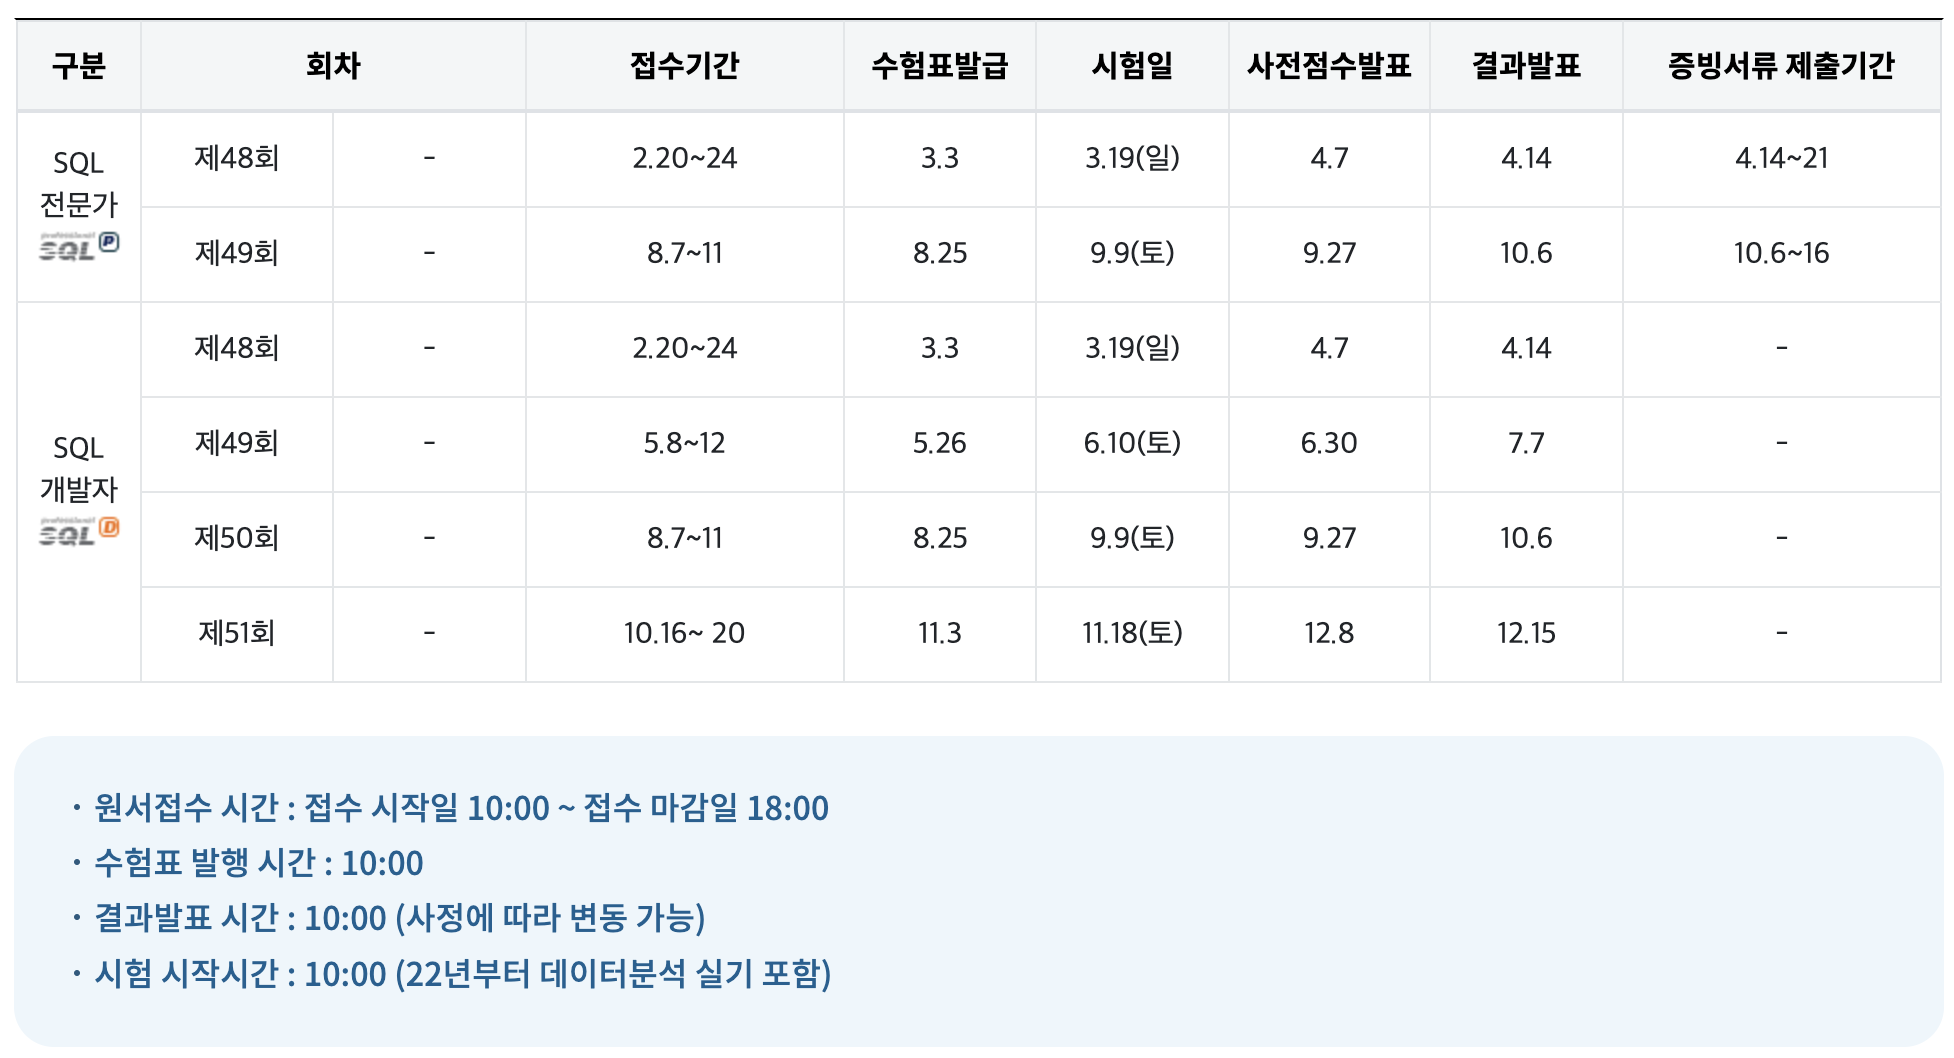 구분 회차 접수기간 수험표발급 시험일 사전점수발표 결과발표 증빙서류 제출기간
SQL
전문가
professional
SQL P
제48회 - 2.20~24 3.3 3.19(일) 4.7 4.14 4.14~21
제49회 - 8.7~11 8.25 9.9(토) 9.27 10.6 10.6~16
SQL
개발자
professional
SQL D
제48회 - 2.20~24 3.3 3.19(일) 4.7 4.14 -
제49회 - 5.8~12 5.26 6.10(토) 6.30 7.7 -
제50회 - 8.7~11 8.25 9.9(토) 9.27 10.6 -
제51회 - 10.16~ 20 11.3 11.18(토) 12.8 12.15 -
· 원서접수 시간 : 접수 시작일 10:00 ~ 접수 마감일 18:00
· 수험표 발행 시간 : 10:00
· 결과발표 시간 : 10:00 (사정에 따라 변동 가능)
· 시험 시작시간 : 10:00 (22년부터 데이터분석 실기 포함)